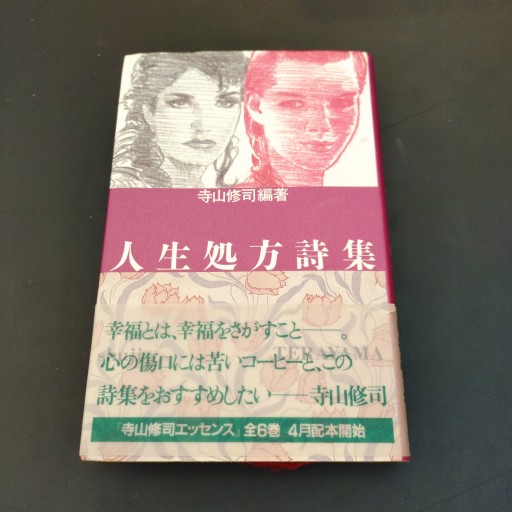 寺山修司編著
人生処方詩集
幸福とは、幸福をさがすこと――。
心の傷口には苦いコーヒーと、この
TERAYAMA
詩集をおすすめしたい――寺山修司
「寺山修司エッセンス」全6巻 4月配本開始